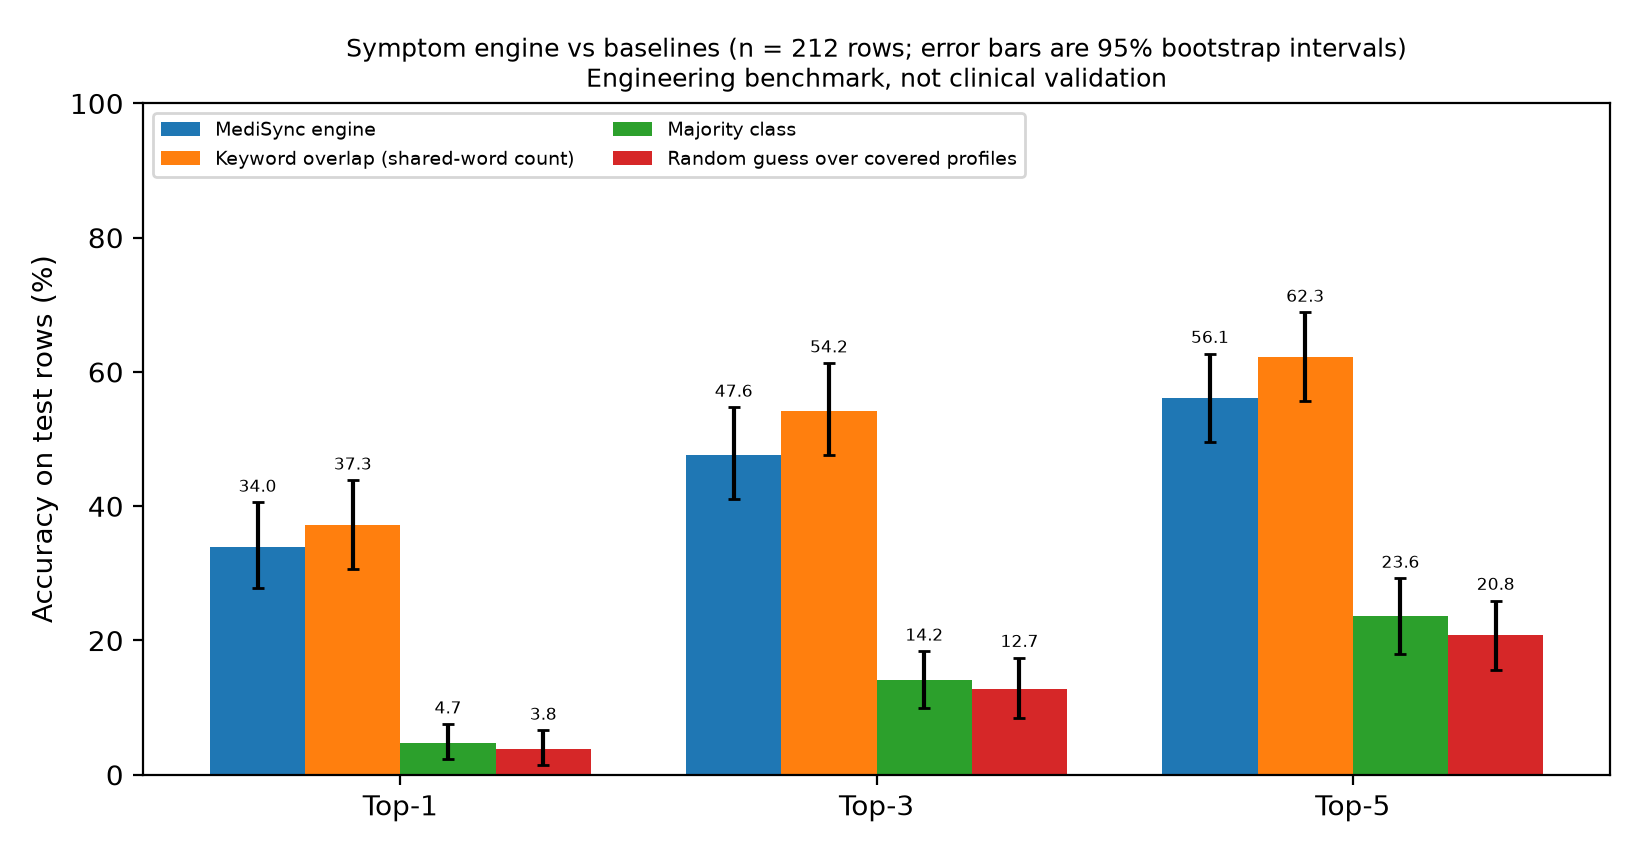 Symptom engine vs baselines (n = 212 rows; error bars are 95% bootstrap intervals)
Engineering benchmark, not clinical validation
Accuracy on test rows (%)
100
80
60
40
20
0
MediSync engine
Keyword overlap (shared-word count)
Majority class
Random guess over covered profiles
34.0
37.3
4.7
3.8
47.6
54.2
14.2
12.7
56.1
62.3
23.6
20.8
Top-1
Top-3
Top-5